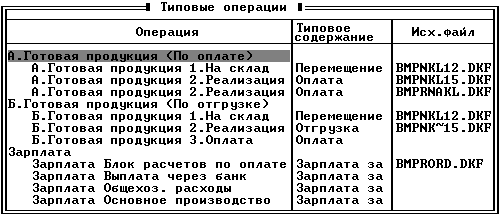 Типовые операции
Операция Типовое содержание Исх.файл
А.Готовая продукция (По оплате)
А.Готовая продукция 1.На склад Перемещение BMPNKL12.DKF
А.Готовая продукция 2.Реализация Оплата BMPNKL15.DKF
А.Готовая продукция 2.Реализация Оплата BMPRNAKL.DKF
Б.Готовая продукция (По отгрузке)
Б.Готовая продукция 1.На склад Перемещение BMPNKL12.DKF
Б.Готовая продукция 2.Реализация Отгрузка BMPNK~15.DKF
Б.Готовая продукция 3.Оплата Оплата
Зарплата
Зарплата Блок расчетов по оплате Зарплата за BMPRORD.DKF
Зарплата Выплата через банк Зарплата за
Зарплата Общехоз. расходы Зарплата за
Зарплата Основное производство Зарплата за